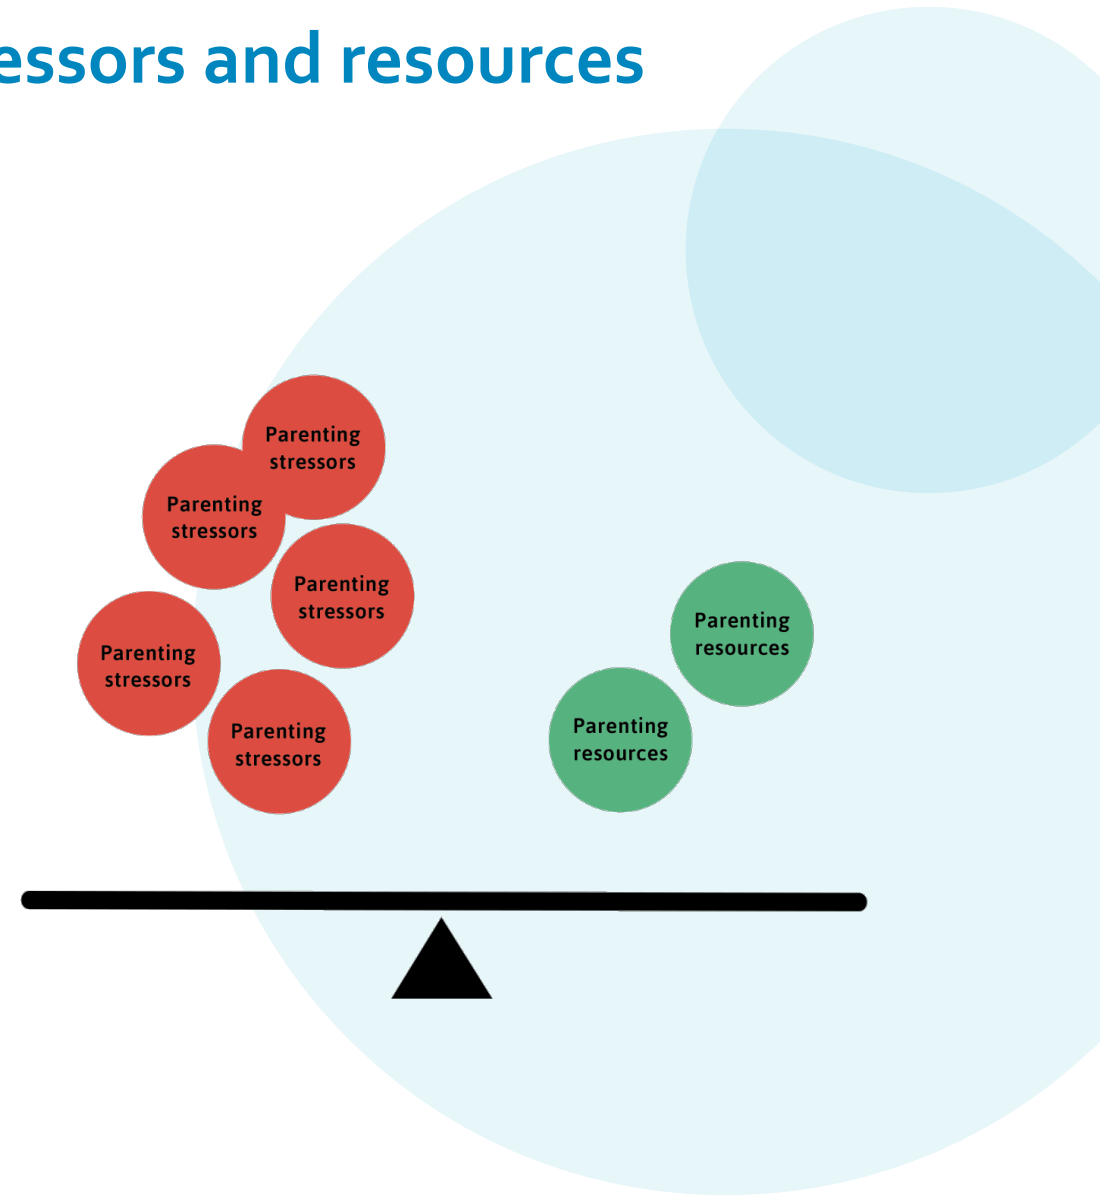 essors and resources
Parenting
stressors
Parenting
stressors
Parenting
stressors
Parenting
stressors
Parenting
stressors
Parenting
resources
Parenting
resources